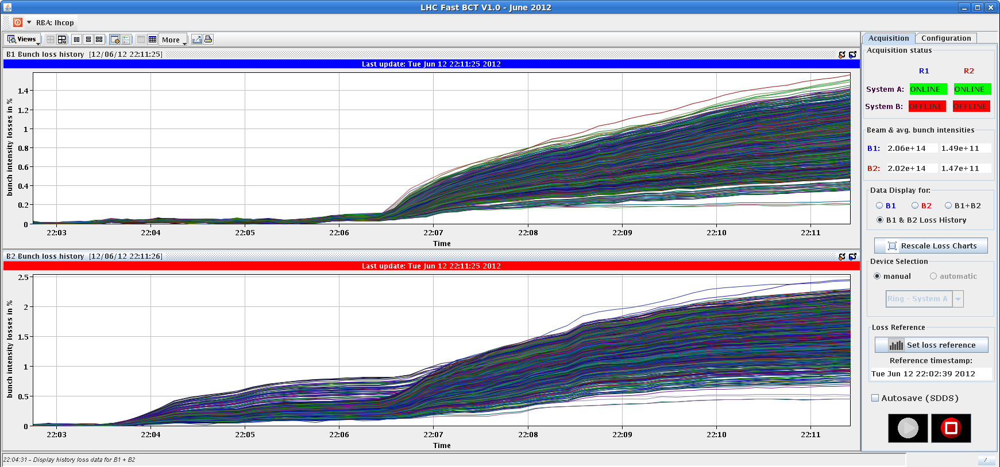 LHC Fast BCT V1.0 - June 2012
RBA: lhcop
Views
More
B1 Bunch loss history [12/06/12 22:11:25]
Last update: Tue Jun 12 22:11:25 2012
bunch intensity losses in %
1.4
1.2
1
0.8
0.6
0.4
0.2
0
22:03 22:04 22:05 22:06 22:07 22:08 22:09 22:10 22:11
Time
B2 Bunch loss history [12/06/12 22:11:26]
Last update: Tue Jun 12 22:11:25 2012
bunch intensity losses in %
2.5
2
1.5
1
0.5
0
22:03 22:04 22:05 22:06 22:07 22:08 22:09 22:10 22:11
Time
22:04:31 - Display history loss data for B1 + B2
Acquisition Configuration
Acquisition status
R1 R2
System A: ONLINE ONLINE
System B: OFFLINE OFFLINE
Beam & avg. bunch intensities
B1: 2.06e+14 1.49e+11
B2: 2.02e+14 1.47e+11
Data Display for:
B1 B2 B1+B2
B1 & B2 Loss History
Rescale Loss Charts
Device Selection
manual automatic
Ring - System A
Loss Reference
Set loss reference
Reference timestamp:
Tue Jun 12 22:02:39 2012
Autosave (SDDS)